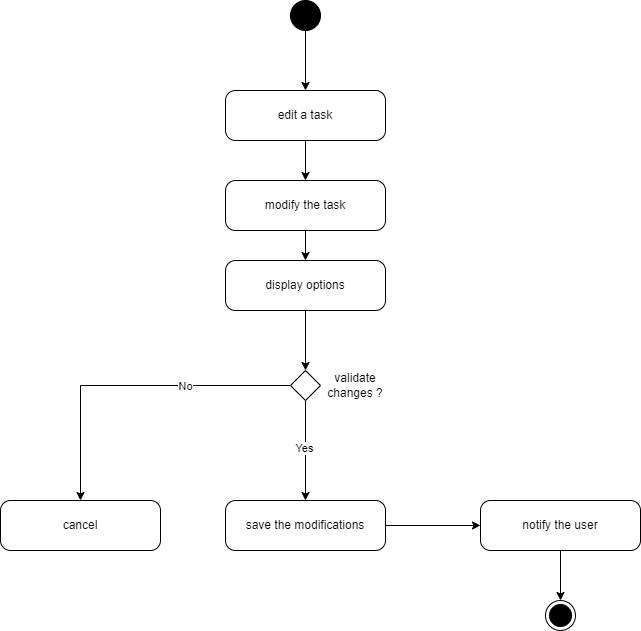 edit a task
modify the task
display options
validate
changes ?
No
Yes
cancel
save the modifications
notify the user